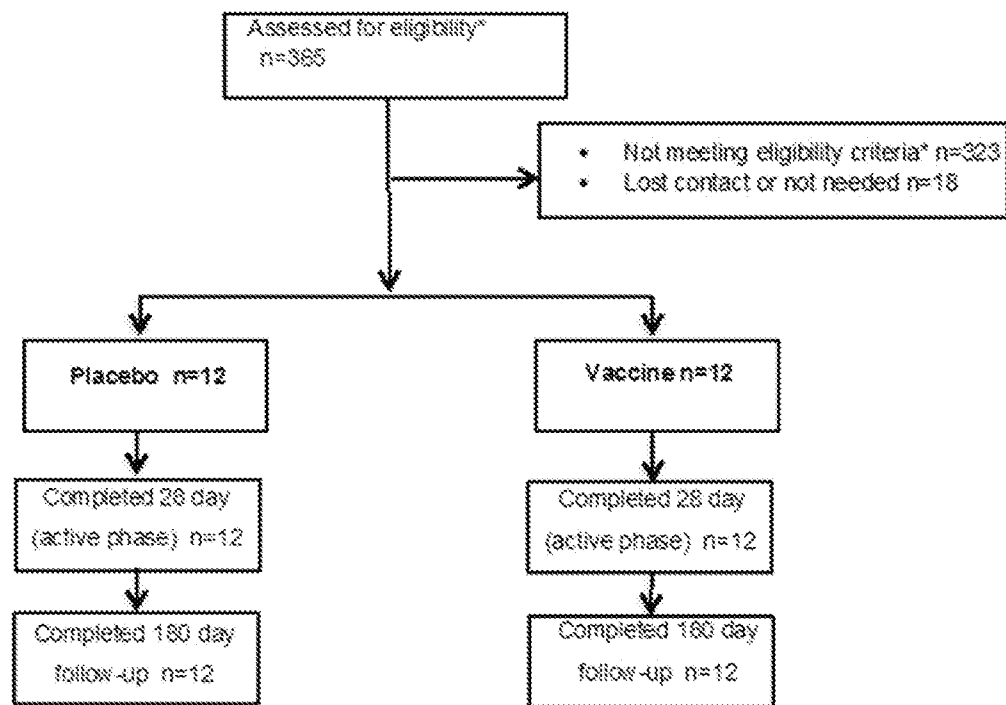 Assessed for eligibility*
n=365
• Not meeting eligibility criteria* n=323
• Lost contact or not needed n=18
Placebo n=12
Vaccine n=12
Completed 28 day
(active phase) n=12
Completed 28 day
(active phase) n=12
Completed 180 day
follow-up n=12
Completed 180 day
follow-up n=12